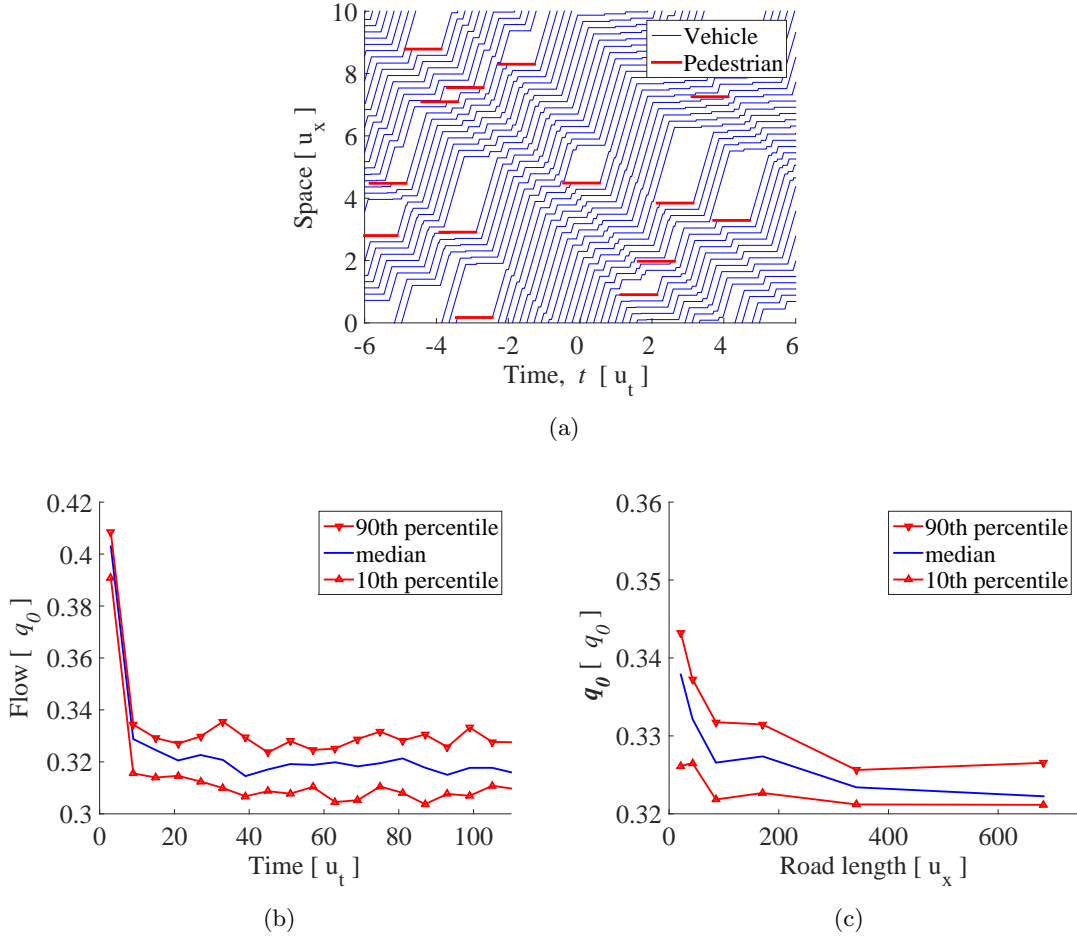 10
8
6
4
2
0
Space [ u_x ]
Vehicle
Pedestrian
-6 -4 -2 0 2 4 6
Time, t [ u_t ]
(a)
0.42
0.4
0.38
0.36
0.34
0.32
0.3
Flow [ q_0 ]
90th percentile
median
10th percentile
0 20 40 60 80 100
Time [ u_t ]
(b)
0.36
0.35
0.34
0.33
0.32
q_0 [ q_0 ]
90th percentile
median
10th percentile
0 200 400 600
Road length [ u_x ]
(c)